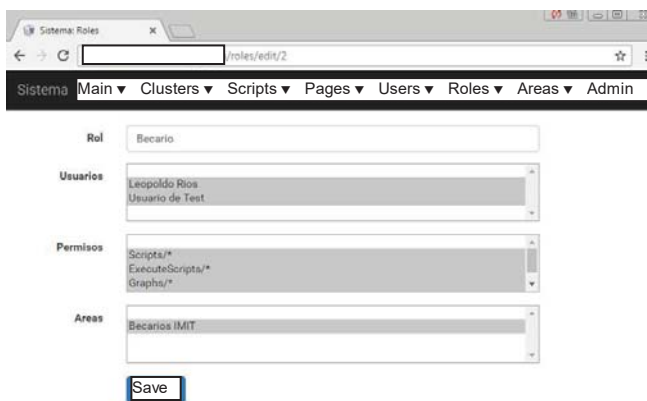 Sistema: Roles
/roles/edit/2
Sistema Main ▾ Clusters ▾ Scripts ▾ Pages ▾ Users ▾ Roles ▾ Areas ▾ Admin
Rol Becario
Usuarios
Leopoldo Rios
Usuario de Test
Permisos
Scripts/*
ExecuteScripts/*
Graphs/*
Areas
Becarios IMIT
Save